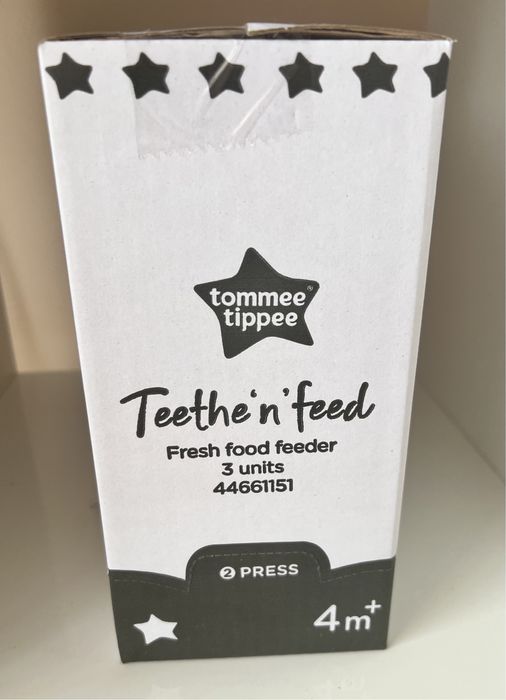 tommee®
tippee
Teethe'n'feed
Fresh food feeder
3 units
44661151
2 PRESS
4m+